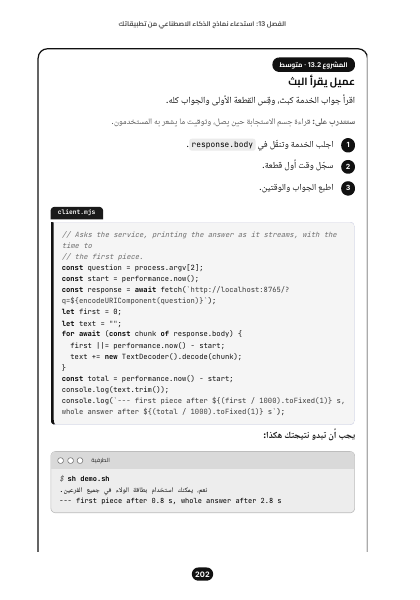 الفصل 13: استدعاء نماذج الذكاء الاصطناعي من تطبيقاتك
المشروع 13.2 · متوسط
عميل يقرأ البث
اقرأ جواب الخدمة كبث، وقِس القطعة الأولى والجواب كله.
ستتدرب على: قراءة جسم الاستجابة حين يصل، وتوقيت ما يشعر به المستخدمون.
1 اجلب الخدمة وتنقّل في response.body.
2 سجّل وقت أول قطعة.
3 اطبع الجواب والوقتين.
client.mjs
// Asks the service, printing the answer as it streams, with the
time to
// the first piece.
const question = process.argv[2];
const start = performance.now();
const response = await fetch(`http://localhost:8765/?
q=${encodeURIComponent(question)}`);
let first = 0;
let text = "";
for await (const chunk of response.body) {
  first ||= performance.now() - start;
  text += new TextDecoder().decode(chunk);
}
const total = performance.now() - start;
console.log(text.trim());
console.log(`--- first piece after ${(first / 1000).toFixed(1)} s,
whole answer after ${(total / 1000).toFixed(1)} s`);
يجب أن تبدو نتيجتك هكذا:
الطرفية
$ sh demo.sh
نعم، يمكنك استخدام بطاقة الولاء في جميع الفرعين.
--- first piece after 0.8 s, whole answer after 2.8 s
202